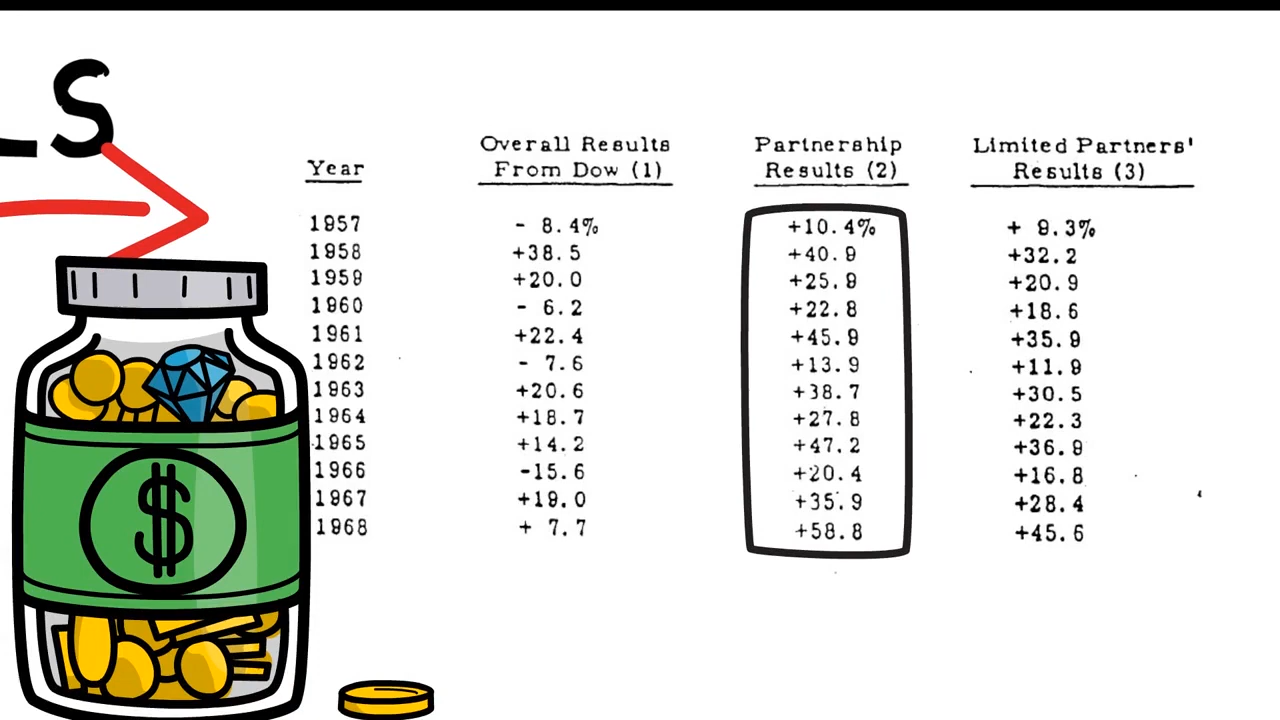 S
Overall Results Partnership Limited Partners'
Year From Dow (1) Results (2) Results (3)
1957 - 8.4% +10.4% + 9.3%
1958 +38.5 +40.9 +32.2
1959 +20.0 +25.9 +20.9
1960 - 6.2 +22.8 +18.6
1961 +22.4 +45.9 +35.9
1962 - 7.6 +13.9 +11.9
1963 +20.6 +38.7 +30.5
1964 +18.7 +27.8 +22.3
1965 +14.2 +47.2 +36.9
1966 -15.6 +20.4 +16.8
1967 +19.0 +35.9 +28.4
1968 + 7.7 +58.8 +45.6
$